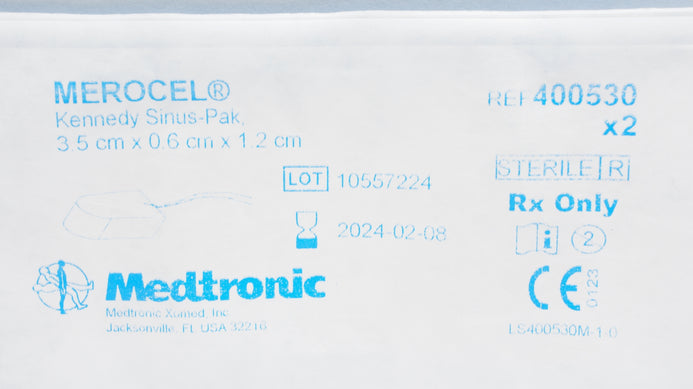 MEROCEL®
Kennedy Sinus-Pak,
3.5 cm x 0.6 cm x 1.2 cm
REF 400530
x2
LOT 10557224
2024-02-08
STERILE R
Rx Only
i 2
CE 0123
Medtronic
Medtronic Xomed, Inc.
Jacksonville, FL USA 32216
LS400530M-1-0